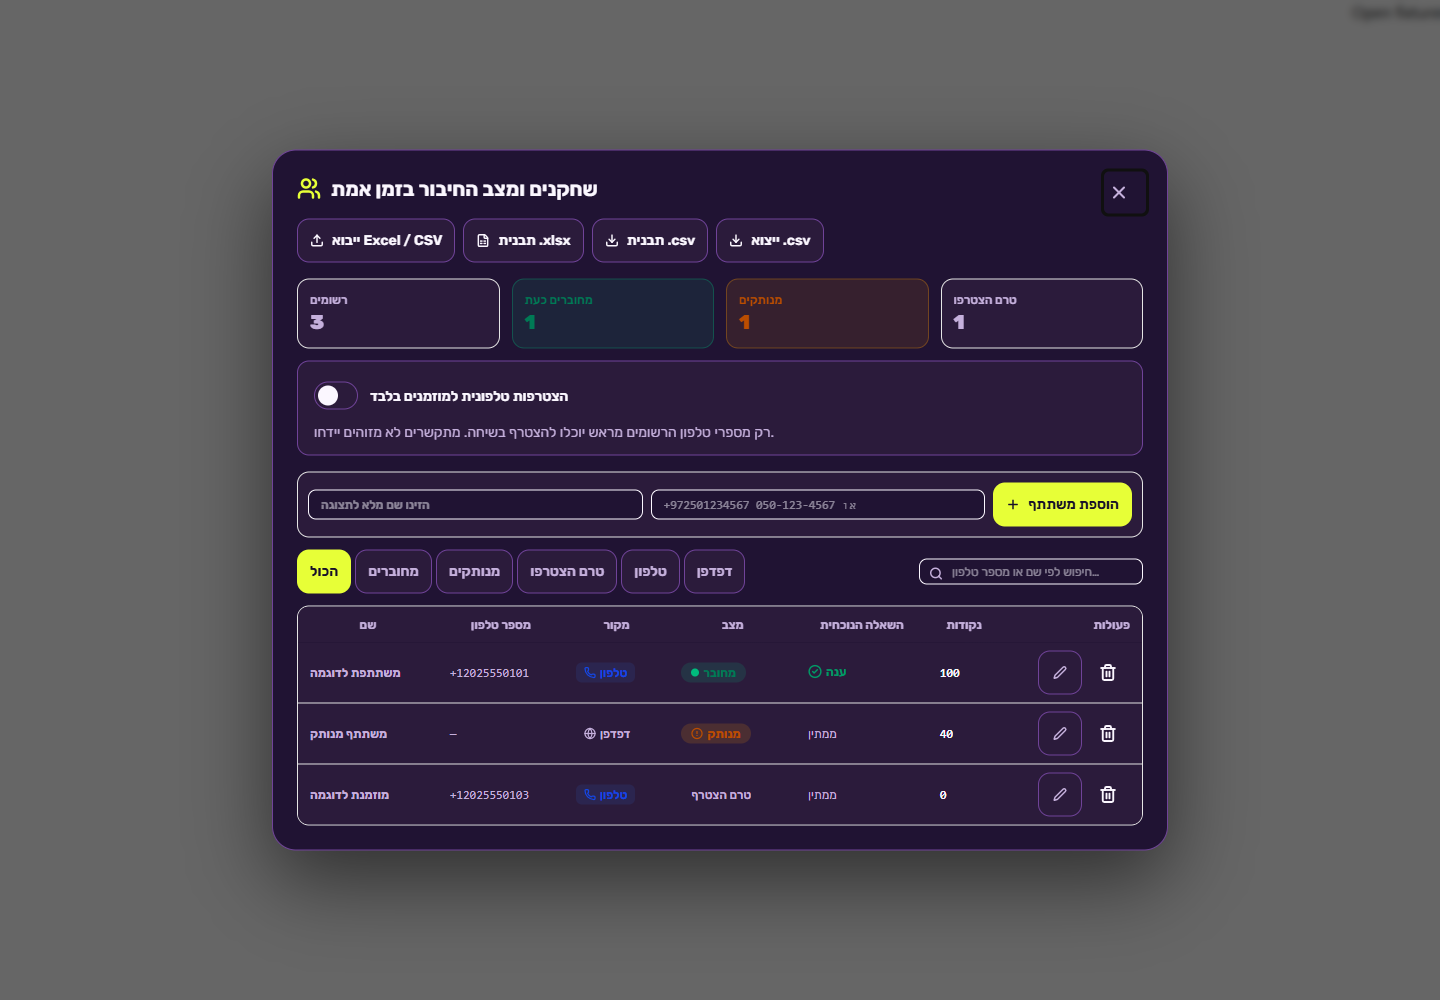 שחקנים ומצב החיבור בזמן אמת
ייבוא Excel / CSV
תבנית .xlsx
תבנית .csv
ייצוא .csv
רשומים
3
מחוברים כעת
1
מנותקים
1
טרם הצטרפו
1
הצטרפות טלפונית למוזמנים בלבד
רק מספרי טלפון הרשומים מראש יוכלו להצטרף בשיחה. מתקשרים לא מזוהים יידחו.
הזינו שם מלא לתצוגה
+972501234567 או 050-123-4567
הוספת משתתף
הכול
מחוברים
מנותקים
טרם הצטרפו
טלפון
דפדפן
חיפוש לפי שם או מספר טלפון...
שם מספר טלפון מקור מצב השאלה הנוכחית נקודות פעולות
משתתפת לדוגמה +12025550101 טלפון מחובר ענה 100
משתתף מנותק — דפדפן מנותק ממתין 40
מוזמנת לדוגמה +12025550103 טלפון טרם הצטרף ממתין 0